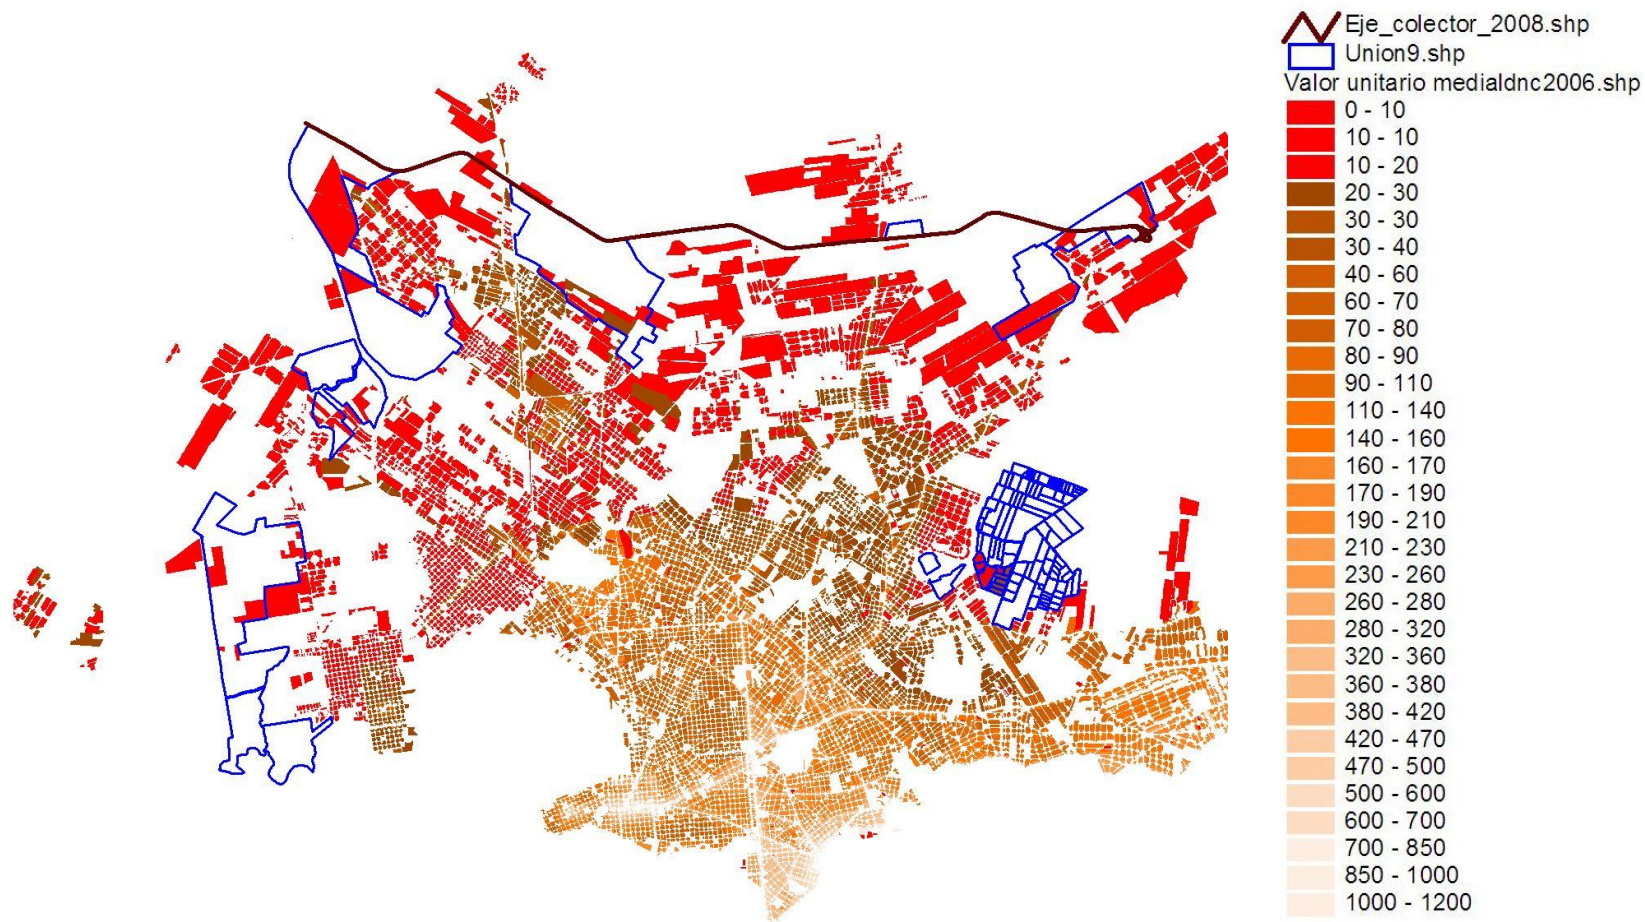 Eje_colector_2008.shp
Union9.shp
Valor unitario medialdnc2006.shp
0 - 10
10 - 10
10 - 20
20 - 30
30 - 30
30 - 40
40 - 60
60 - 70
70 - 80
80 - 90
90 - 110
110 - 140
140 - 160
160 - 170
170 - 190
190 - 210
210 - 230
230 - 260
260 - 280
280 - 320
320 - 360
360 - 380
380 - 420
420 - 470
470 - 500
500 - 600
600 - 700
700 - 850
850 - 1000
1000 - 1200